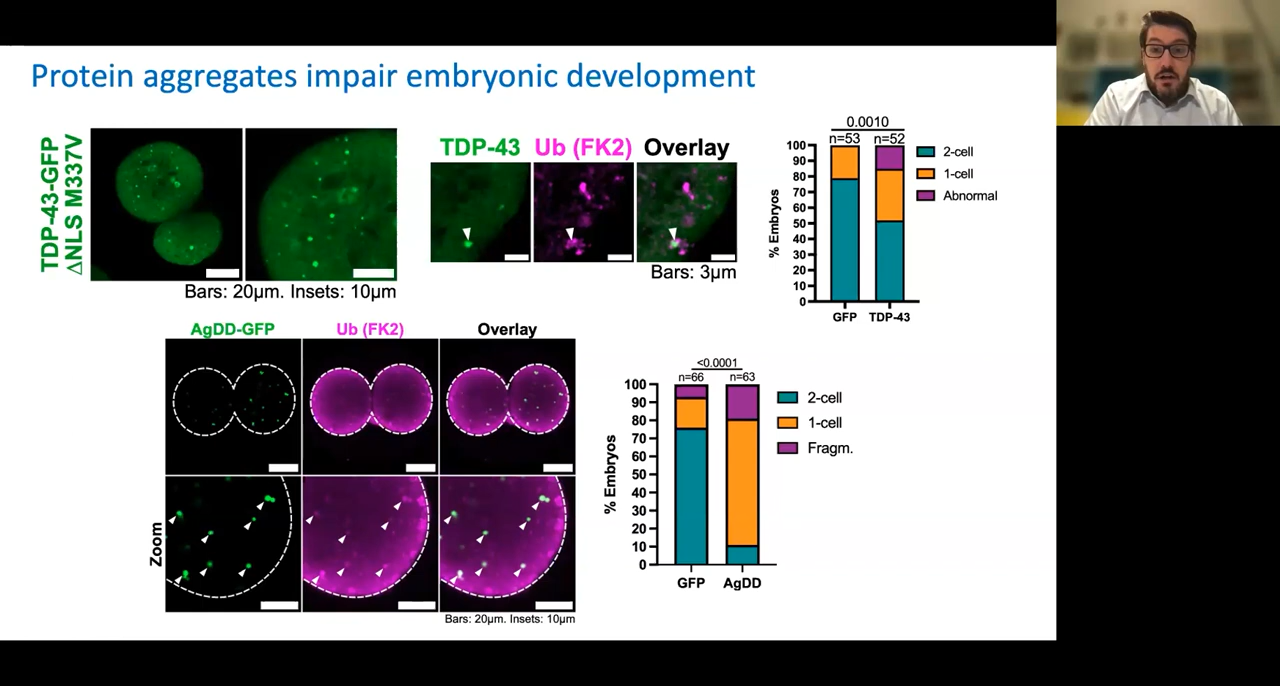 Protein aggregates impair embryonic development
TDP-43-GFP
ΔNLS M337V
Bars: 20µm. Insets: 10µm
TDP-43 Ub (FK2) Overlay
Bars: 3µm
0.0010
n=53 n=52
100
90
80
70
60
50
40
30
20
10
0
% Embryos
GFP TDP-43
2-cell
1-cell
Abnormal
AgDD-GFP Ub (FK2) Overlay
Zoom
Bars: 20µm. Insets: 10µm
<0.0001
n=66 n=63
100
90
80
70
60
50
40
30
20
10
0
% Embryos
GFP AgDD
2-cell
1-cell
Fragm.